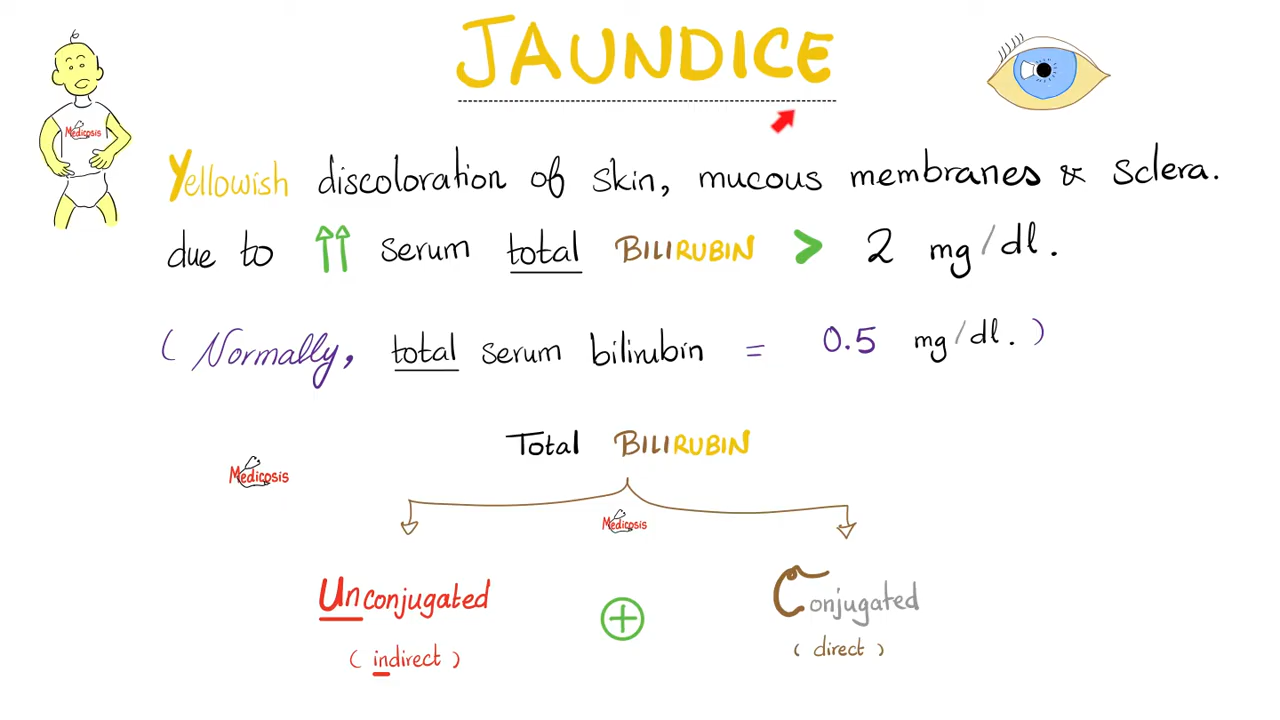 JAUNDICE
Medicosis
Yellowish discoloration of skin, mucous membranes & sclera.
due to ↑↑ serum total BILIRUBIN > 2 mg/dl.
(Normally, total serum bilirubin = 0.5 mg/dl.)
Total BILIRUBIN
Medicosis
Medicosis
Unconjugated + Conjugated
(indirect) (direct)